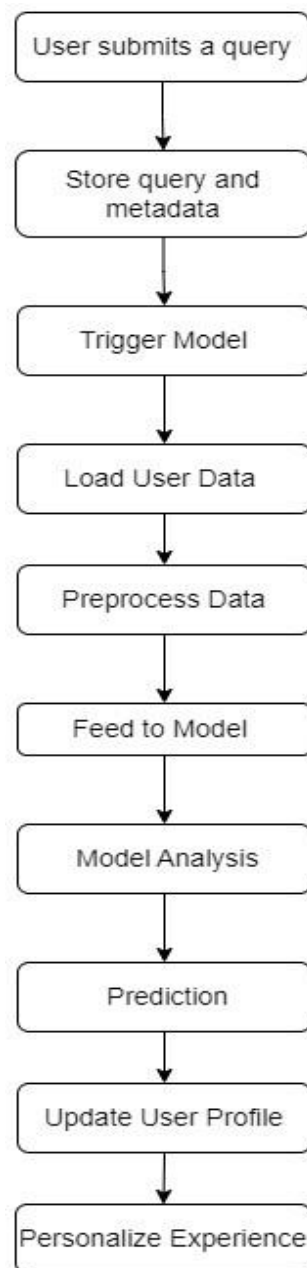 User submits a query
Store query and
metadata
Trigger Model
Load User Data
Preprocess Data
Feed to Model
Model Analysis
Prediction
Update User Profile
Personalize Experience